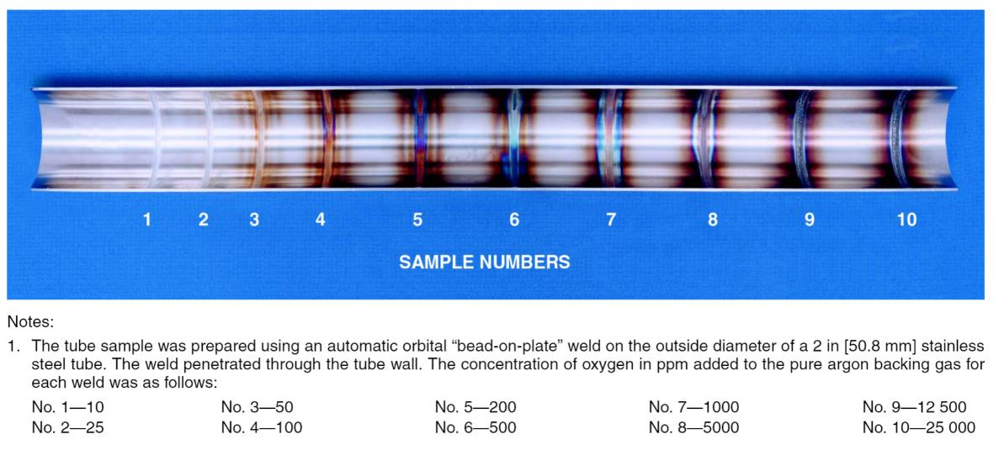 1 2 3 4 5 6 7 8 9 10
SAMPLE NUMBERS
Notes:
1. The tube sample was prepared using an automatic orbital “bead-on-plate” weld on the outside diameter of a 2 in [50.8 mm] stainless
steel tube. The weld penetrated through the tube wall. The concentration of oxygen in ppm added to the pure argon backing gas for
each weld was as follows:
No. 1—10 No. 3—50 No. 5—200 No. 7—1000 No. 9—12 500
No. 2—25 No. 4—100 No. 6—500 No. 8—5000 No. 10—25 000